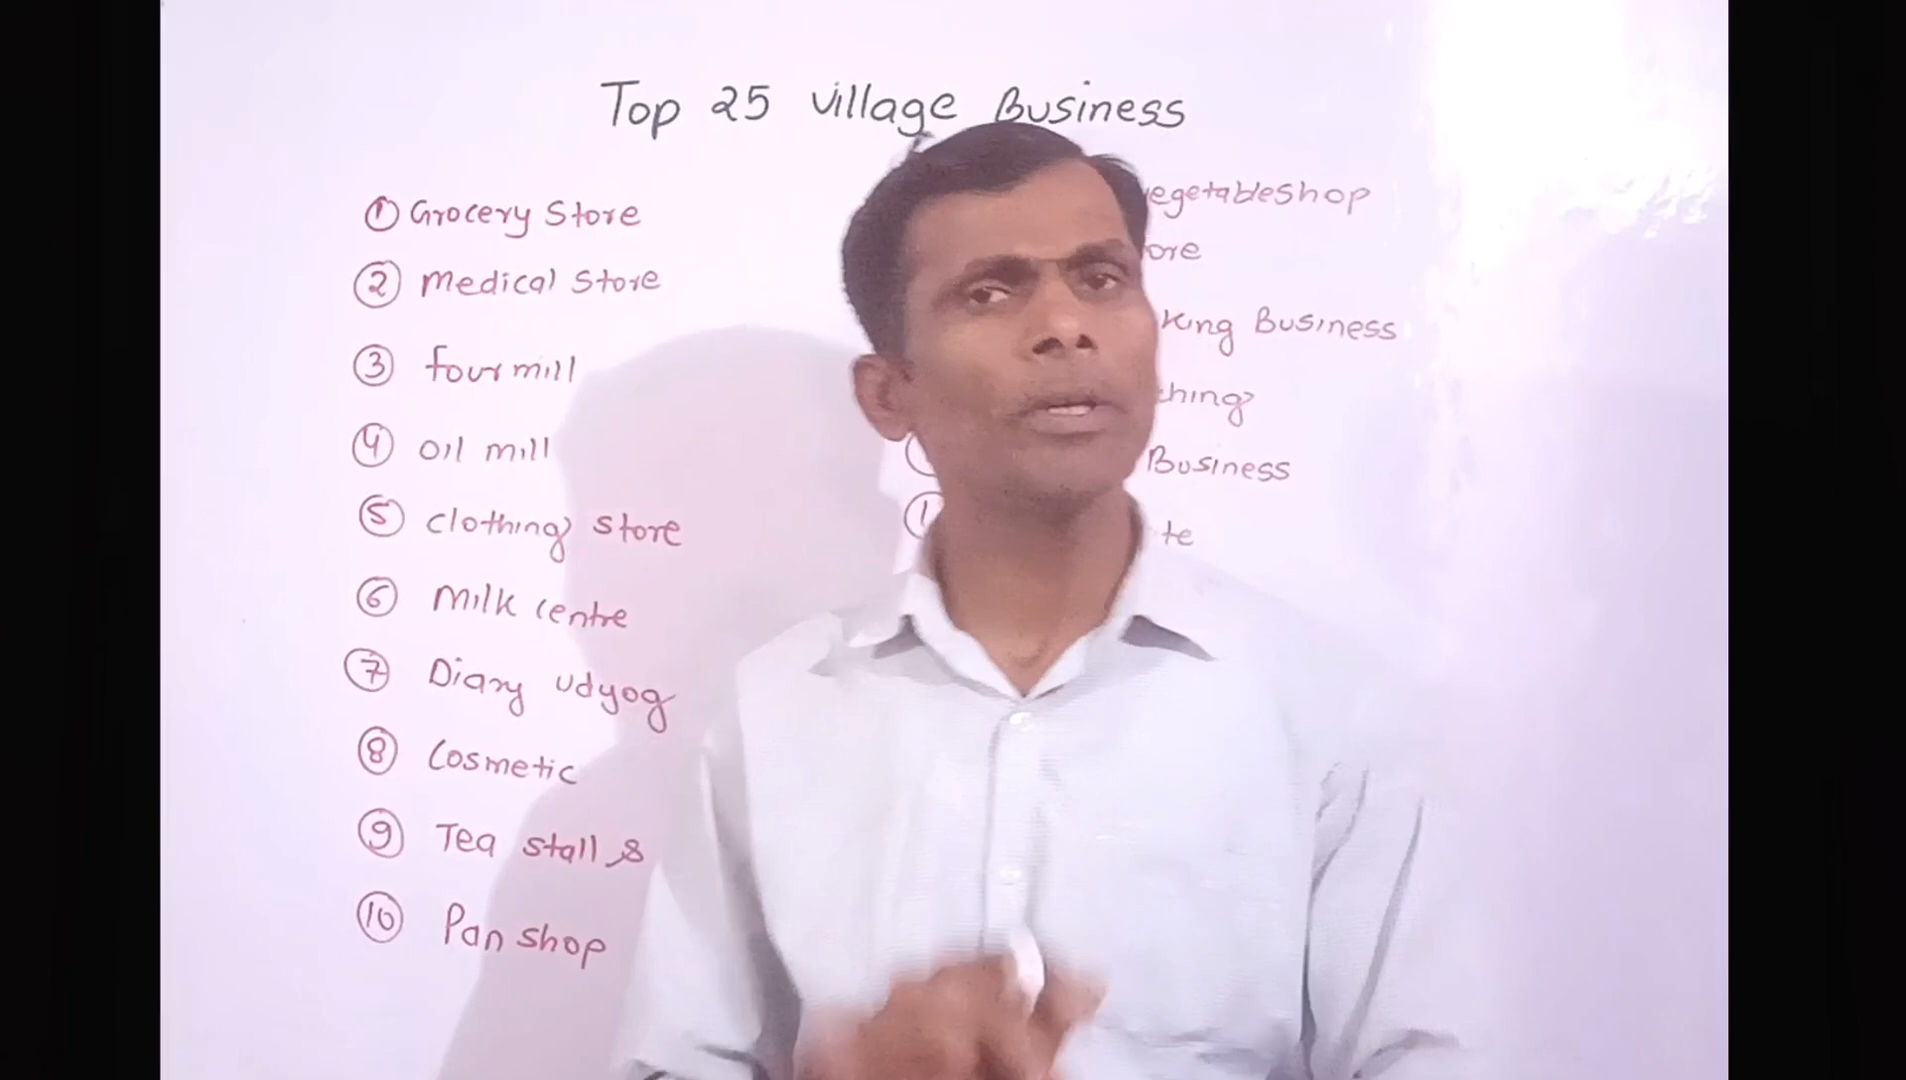 Top 25 Village Business
① Grocery Store
② Medical Store
③ four mill
④ oil mill
⑤ clothing store
⑥ Milk centre
⑦ Diary udyog
⑧ Cosmetic
⑨ Tea stall &
⑩ Pan shop
egetableshop
ore
king Business
hing
Business
te